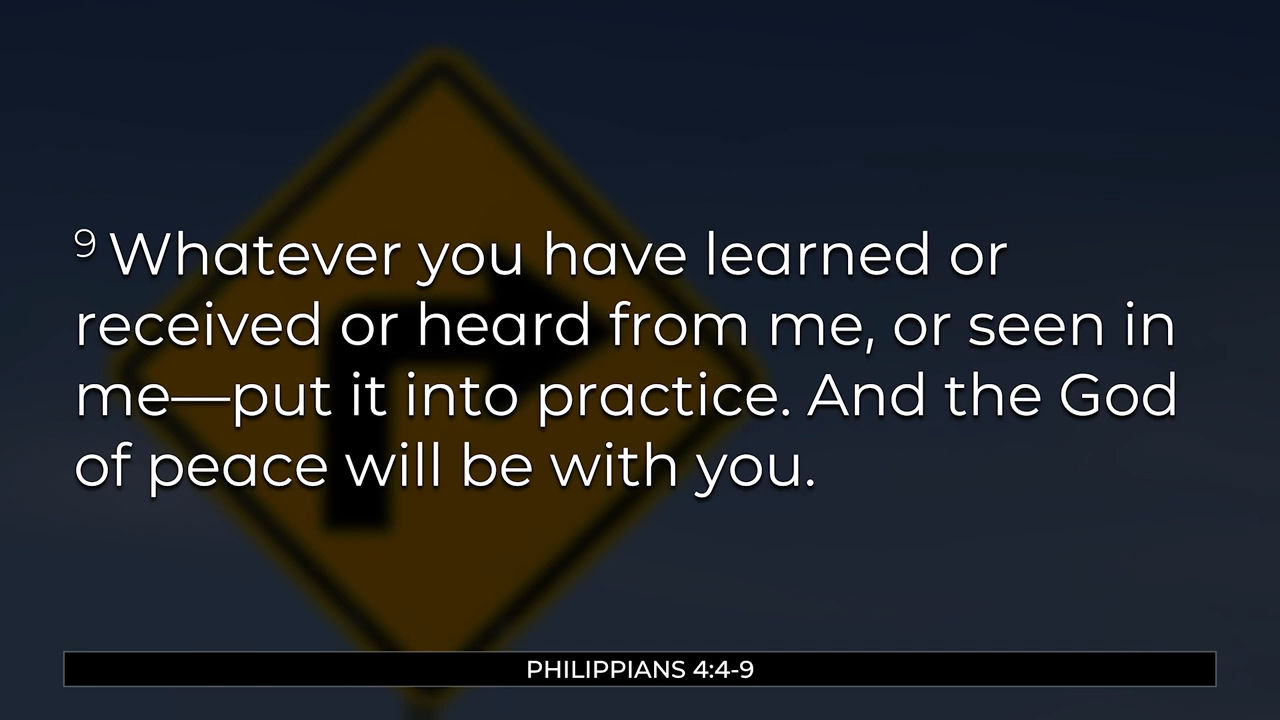 9 Whatever you have learned or
received or heard from me, or seen in
me—put it into practice. And the God
of peace will be with you.
PHILIPPIANS 4:4-9